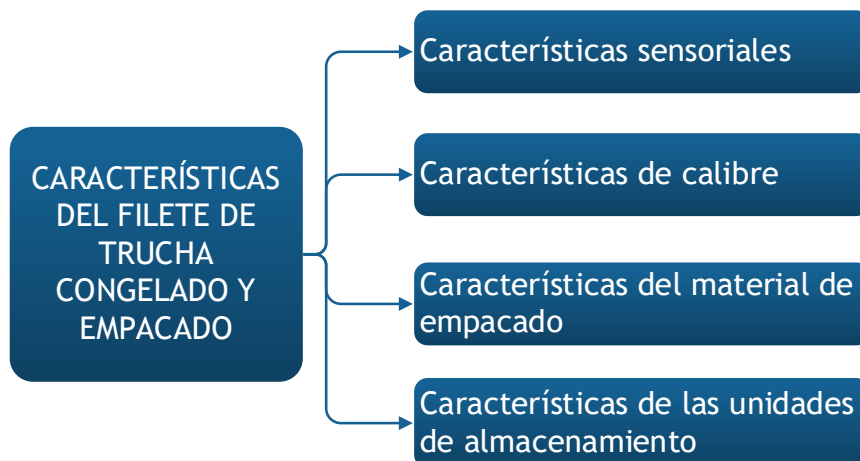 CARACTERÍSTICAS
DEL FILETE DE
TRUCHA
CONGELADO Y
EMPACADO
Características sensoriales
Características de calibre
Características del material de
empacado
Características de las unidades
de almacenamiento